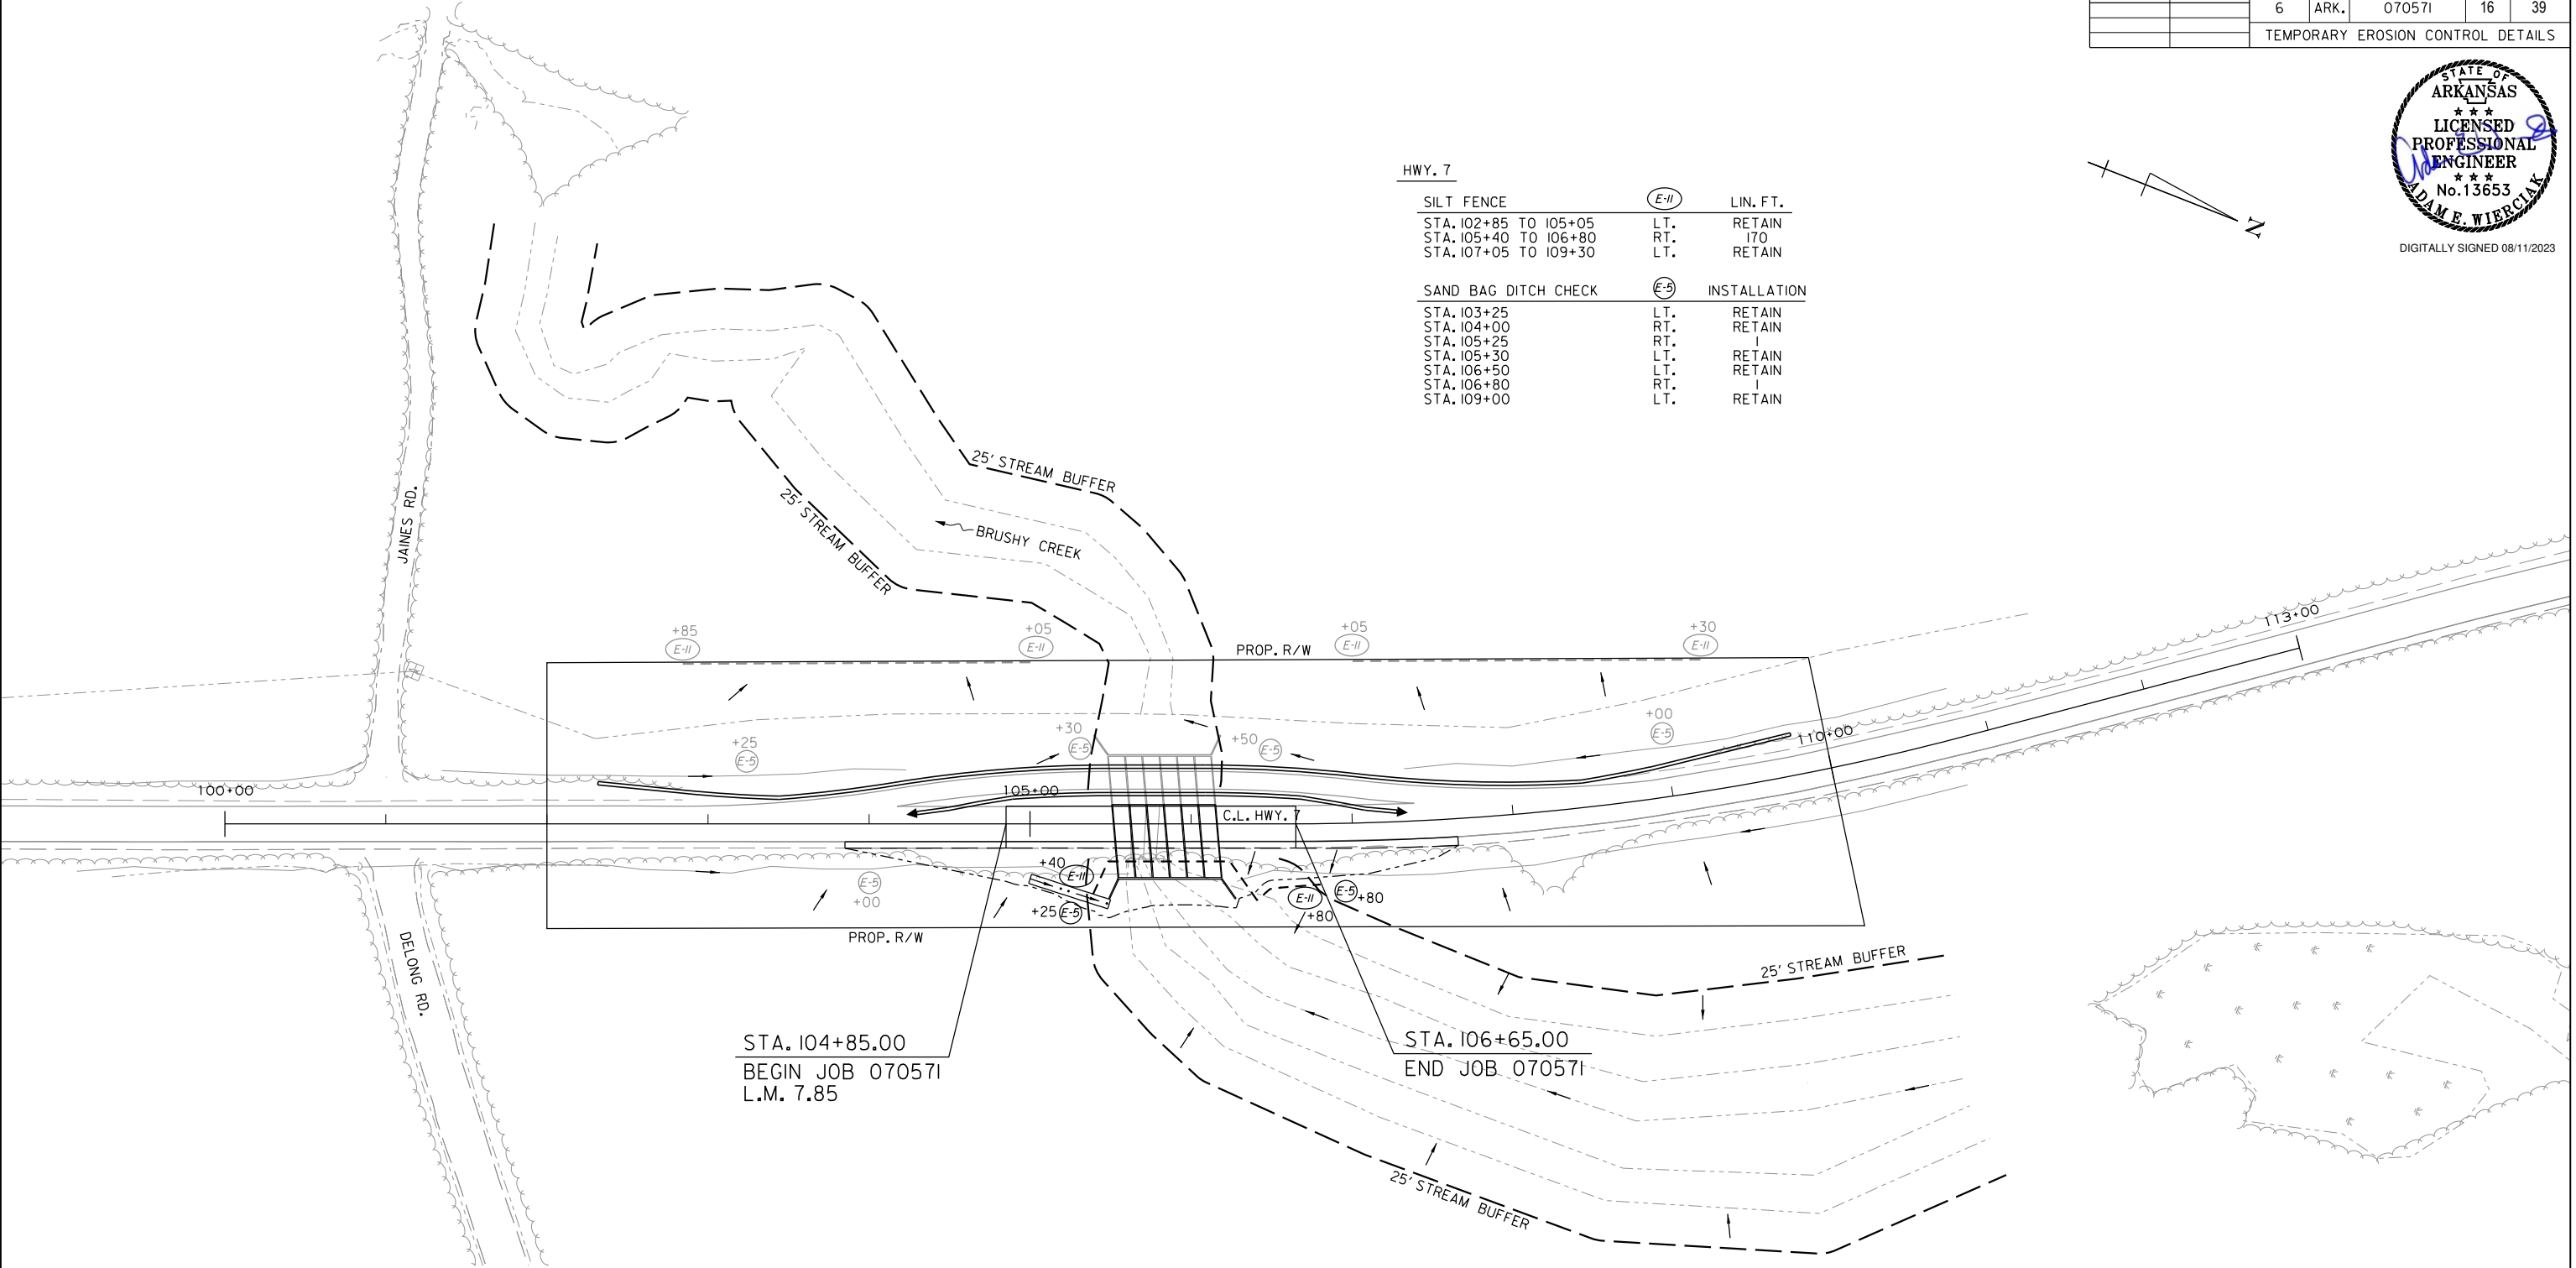 6 ARK. 070571 16 39
TEMPORARY EROSION CONTROL DETAILS
STATE OF
ARKANSAS
★ ★ ★
LICENSED
PROFESSIONAL
ENGINEER
★ ★ ★
No.13653
ADAM E. WIERCIAK
DIGITALLY SIGNED 08/11/2023
N
HWY. 7
SILT FENCE E-11 LIN. FT.
STA. 102+85 TO 105+05 LT. RETAIN
STA. 105+40 TO 106+80 RT. 170
STA. 107+05 TO 109+30 LT. RETAIN
SAND BAG DITCH CHECK E-5 INSTALLATION
STA. 103+25 LT. RETAIN
STA. 104+00 RT. RETAIN
STA. 105+25 RT. 1
STA. 105+30 LT. RETAIN
STA. 106+50 LT. RETAIN
STA. 106+80 RT. 1
STA. 109+00 LT. RETAIN
25' STREAM BUFFER
25' STREAM BUFFER
BRUSHY CREEK
JAINES RD.
+85
E-11
+05
E-11
+05
E-11
+30
E-11
PROP. R/W
113+00
+25
E-5
+30
E-5
+50
E-5
+00
E-5
110+00
100+00
105+00
C.L. HWY. 7
+40
E-11
E-5
+00
+25
E-5
E-11
+80
E-5
+80
PROP. R/W
DELONG RD.
25' STREAM BUFFER
STA. 104+85.00
BEGIN JOB 070571
L.M. 7.85
STA. 106+65.00
END JOB 070571
25' STREAM BUFFER